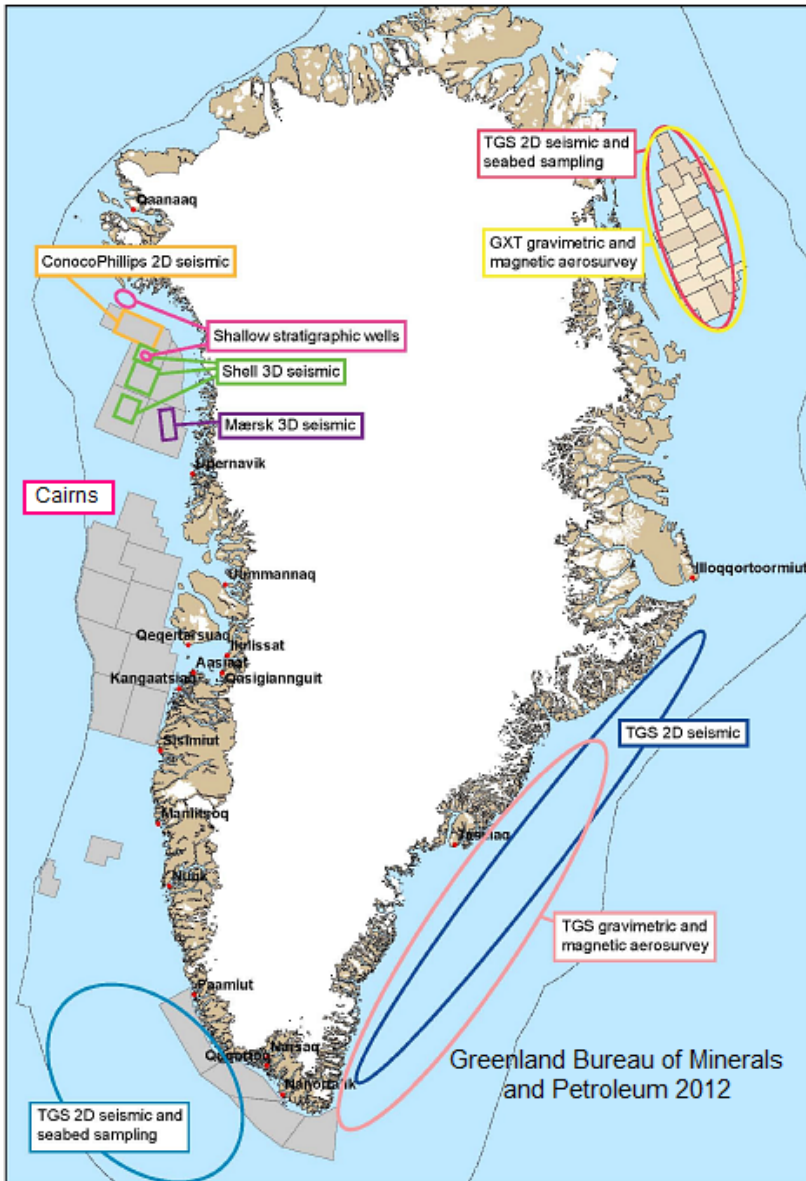 TGS 2D seismic and
seabed sampling
Qaanaaq
GXT gravimetric and
magnetic aerosurvey
ConocoPhillips 2D seismic
Shallow stratigraphic wells
Shell 3D seismic
Mærsk 3D seismic
Upernavik
Cairns
Uummannaq
Illoqqortoormiut
Qeqertarsuaq
Ilulissat
Aasiaat
Kangaatsiaq
Qasigiannguit
Sisimiut
TGS 2D seismic
Maniitsoq
Tasiilaq
Nuuk
TGS gravimetric and
magnetic aerosurvey
Paamiut
Narsaq
Qaqortoq
Nanortalik
Greenland Bureau of Minerals
and Petroleum 2012
TGS 2D seismic and
seabed sampling